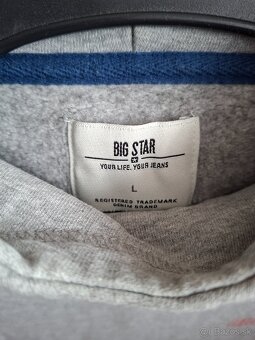 BIG STAR
YOUR LIFE, YOUR JEANS
L
REGISTERED TRADEMARK
DENIM BRAND